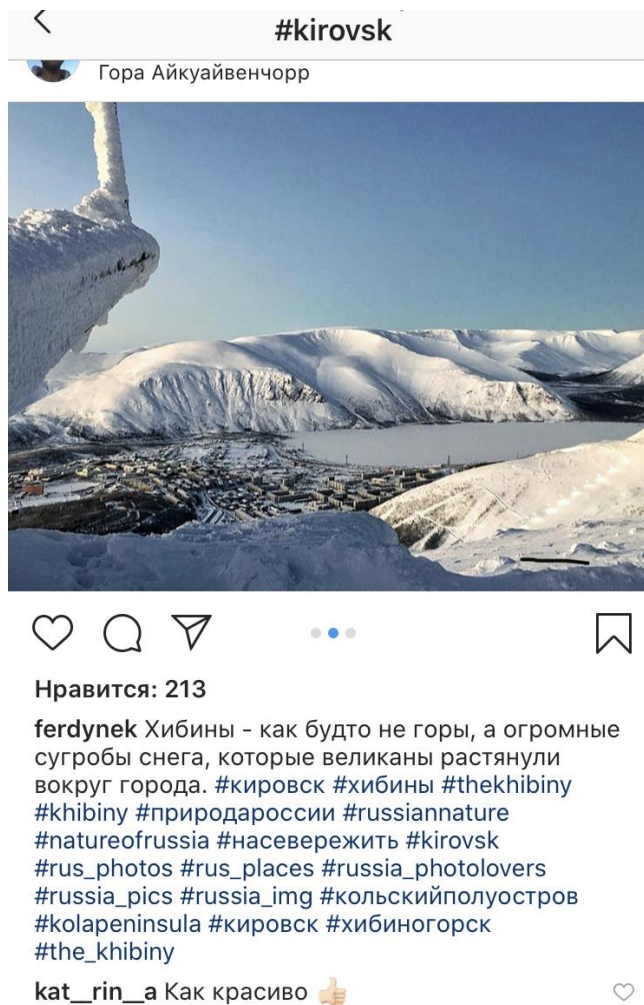 #kirovsk
Гора Айкуайвенчорр
Нравится: 213
ferdynek Хибины - как будто не горы, а огромные
сугробы снега, которые великаны растянули
вокруг города. #кировск #хибины #thekhibiny
#khibiny #природароссии #russiannature
#natureofrussia #насевережить #kirovsk
#rus_photos #rus_places #russia_photolovers
#russia_pics #russia_img #кольскийполуостров
#kolapeninsula #кировск #хибиногорск
#the_khibiny
kat__rin__a Как красиво 👍🏻